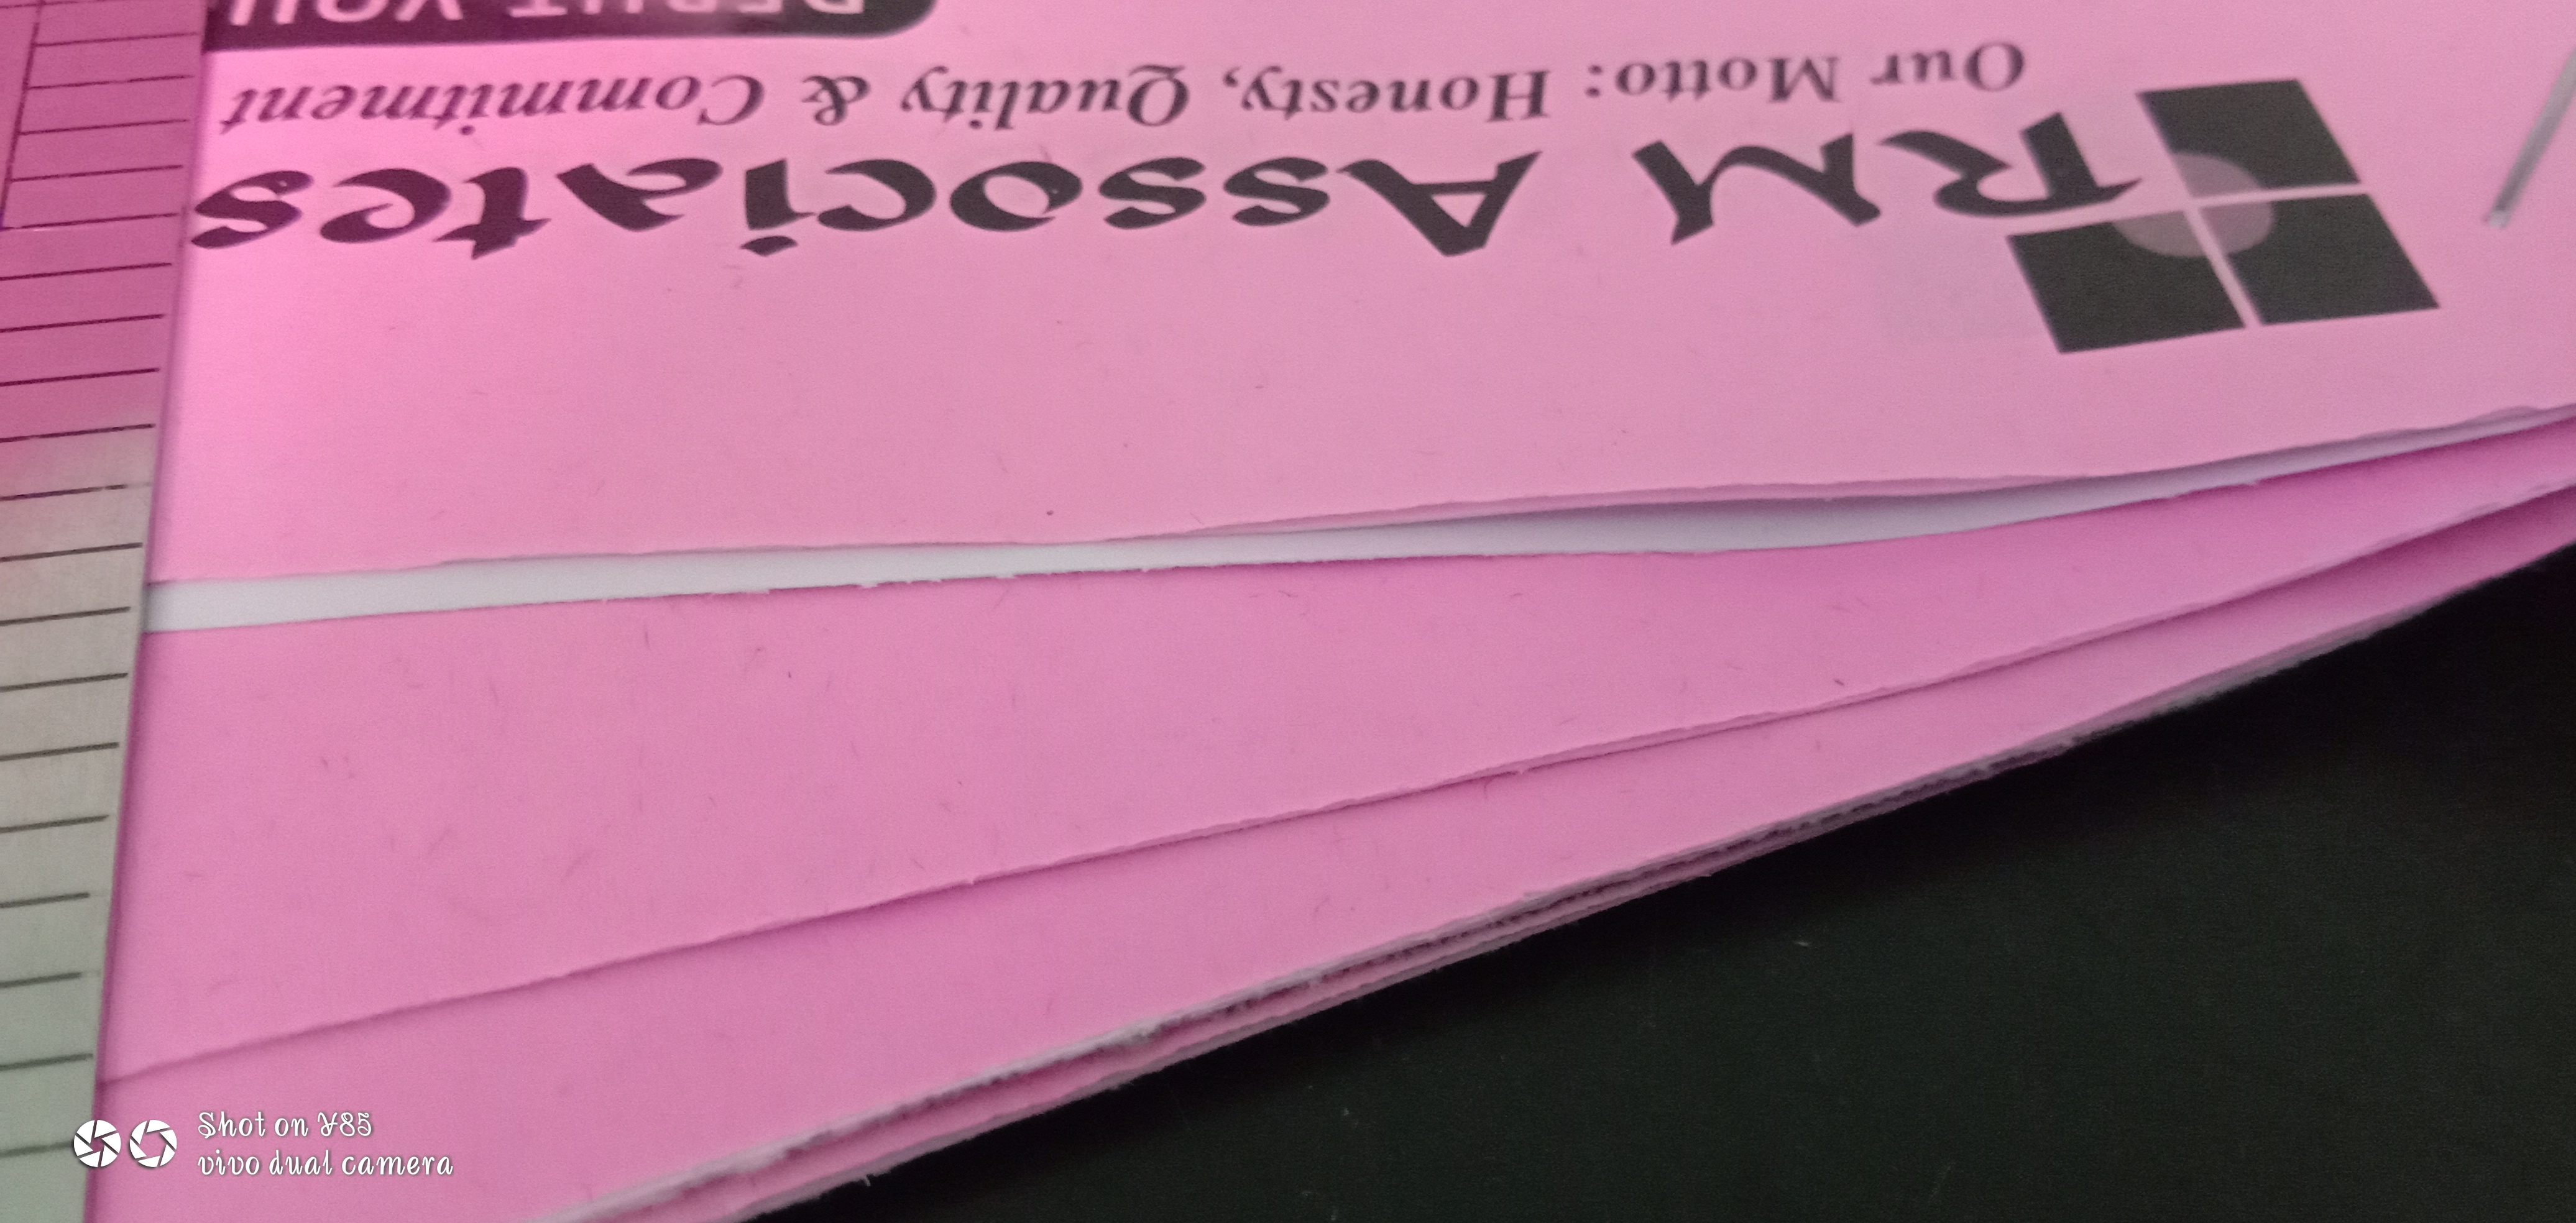 RM Associates
Our Motto: Honesty, Quality & Commitment
Shot on Y85
vivo dual camera